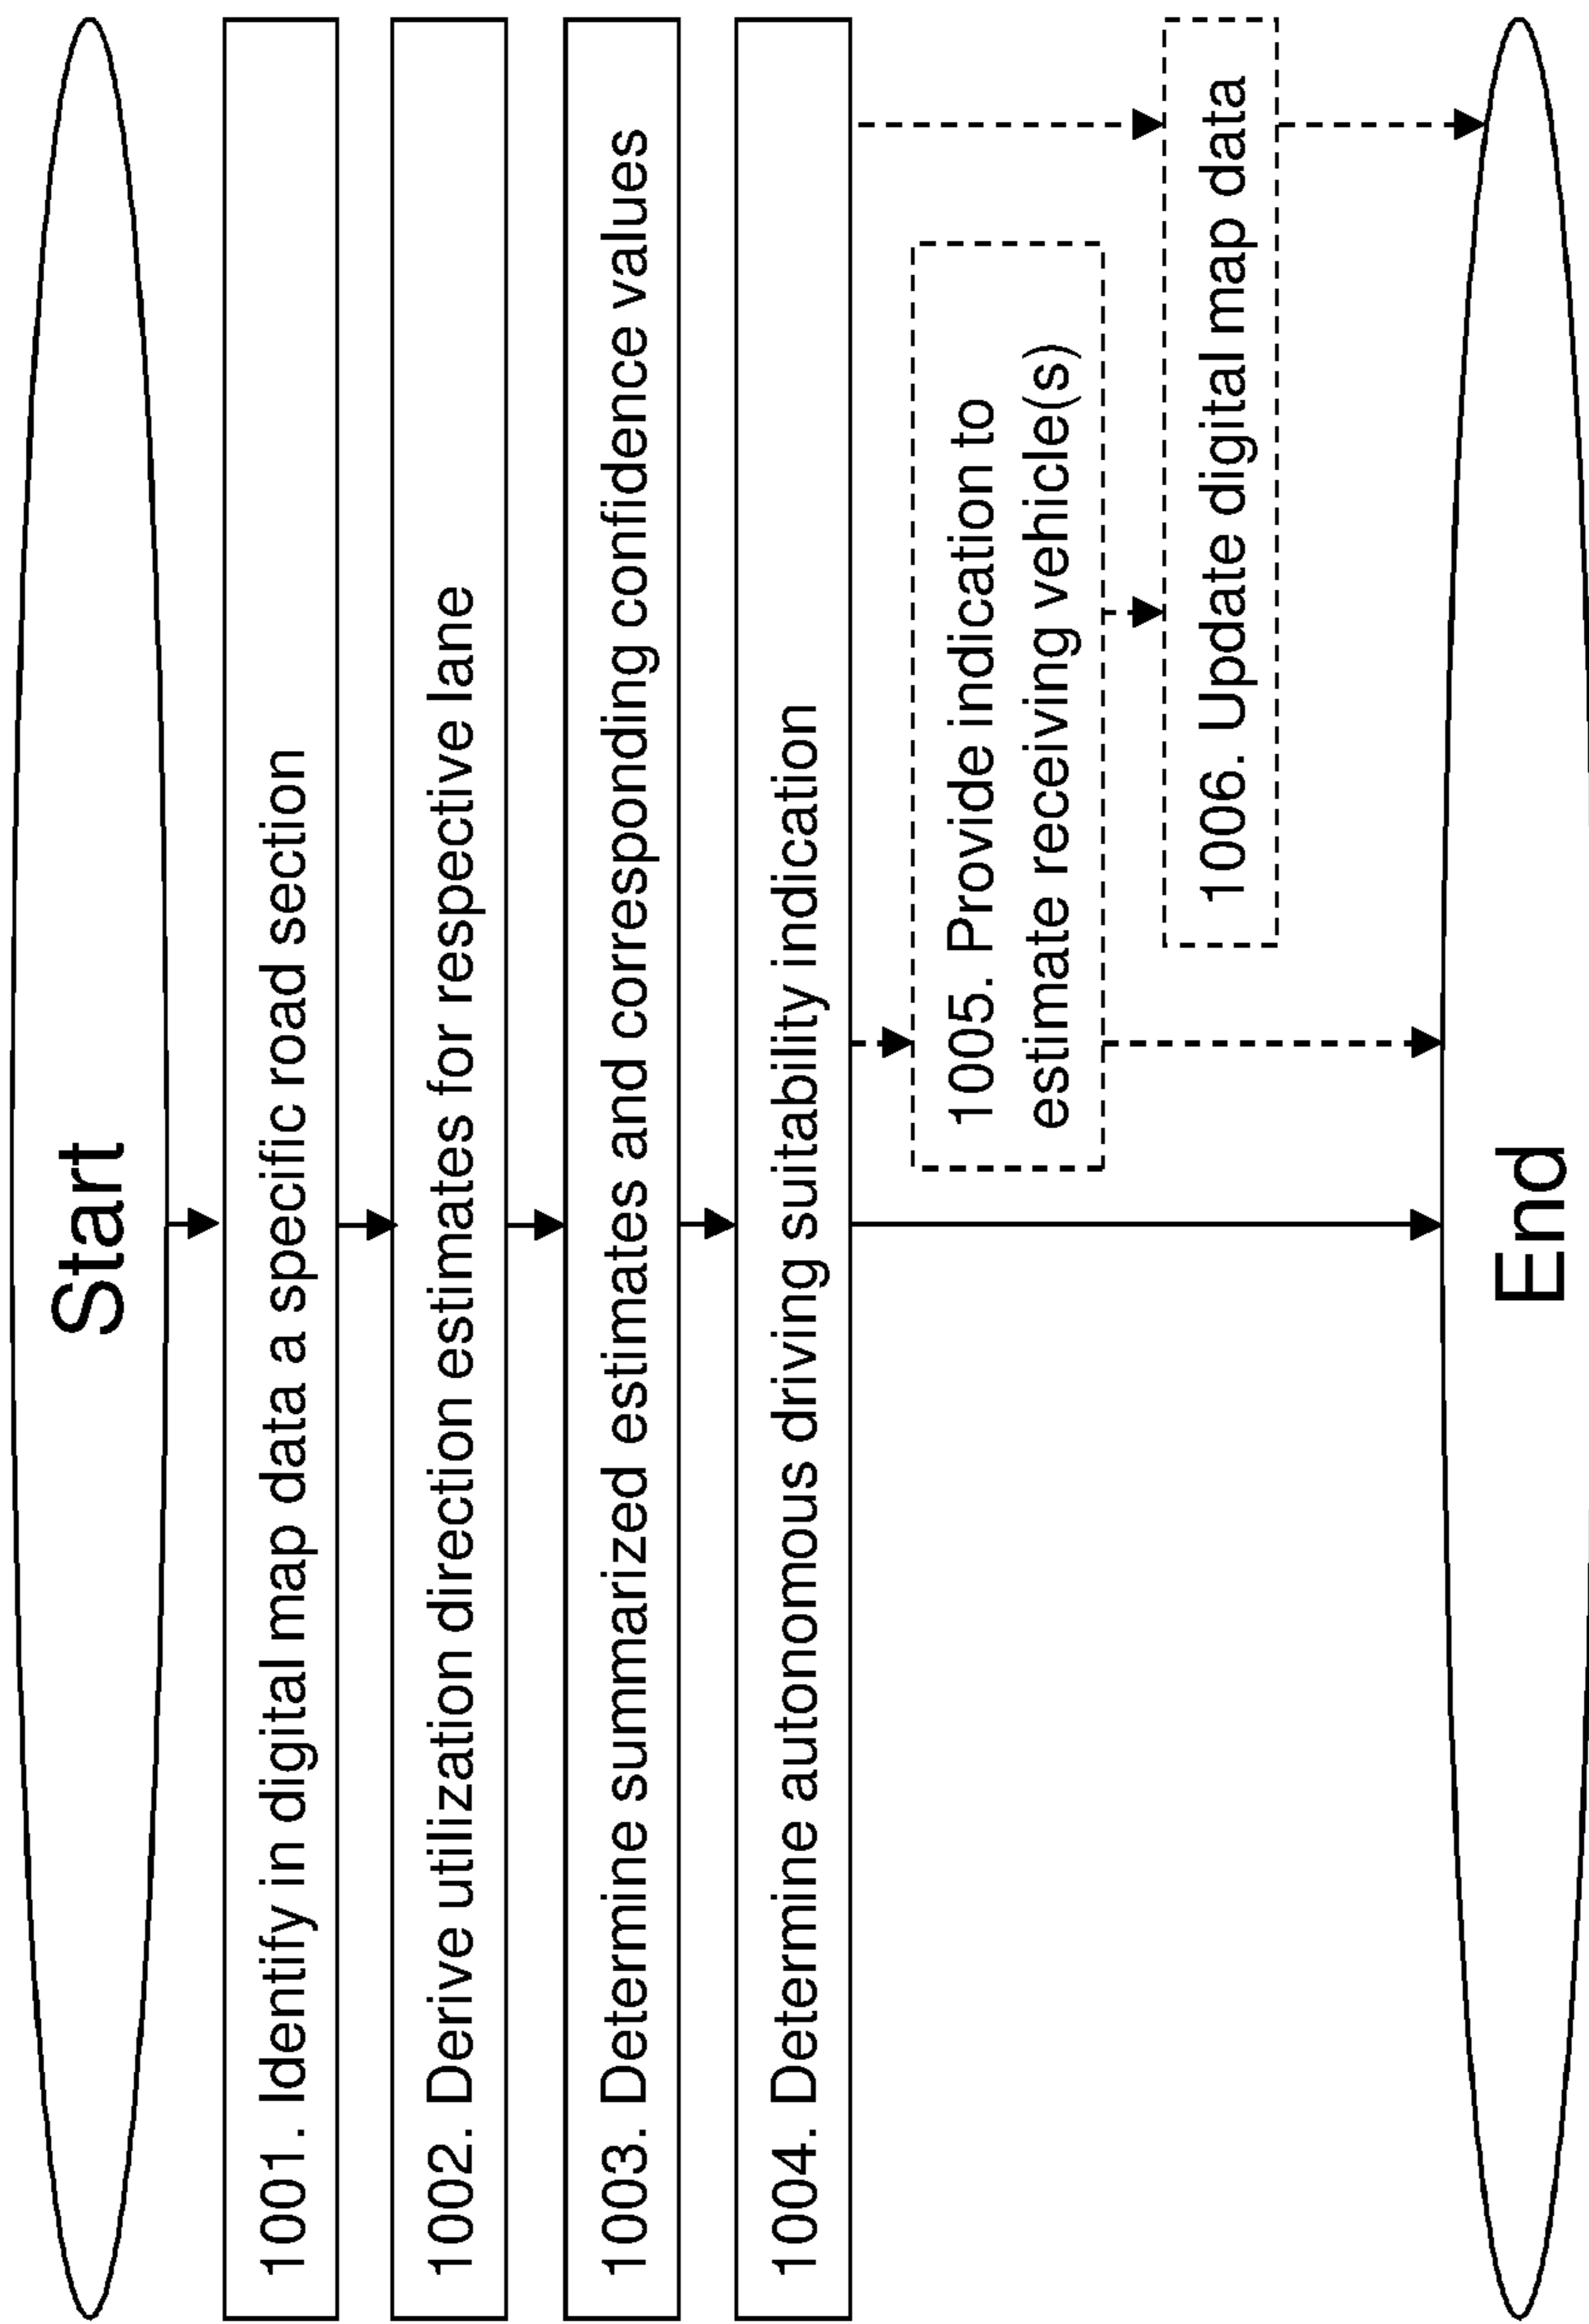 Start
1001. Identify in digital map data a specific road section
1002. Derive utilization direction estimates for respective lane
1003. Determine summarized estimates and corresponding confidence values
1004. Determine autonomous driving suitability indication
1005. Provide indication to
estimate receiving vehicle(s)
1006. Update digital map data
End